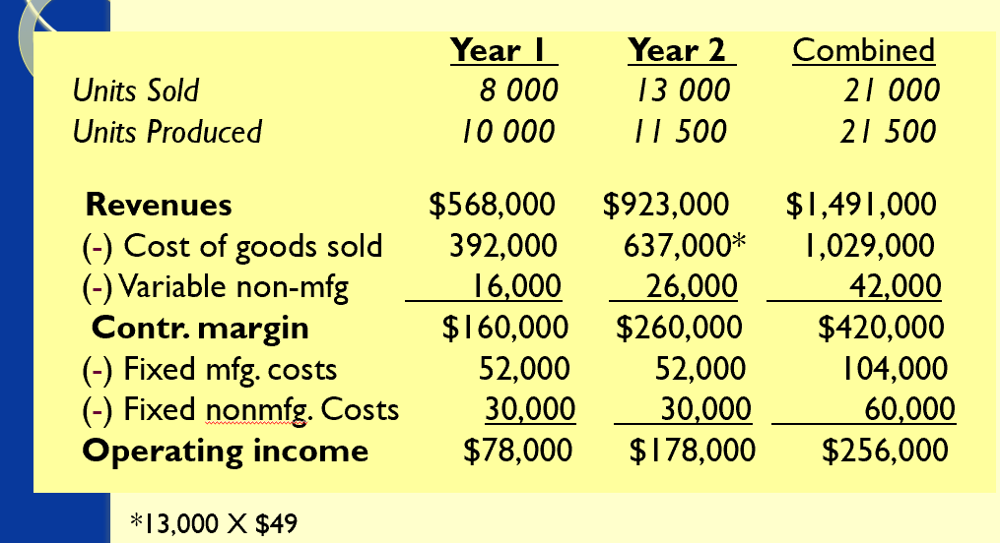 Year 1 Year 2 Combined
Units Sold 8 000 13 000 21 000
Units Produced 10 000 11 500 21 500
Revenues $568,000 $923,000 $1,491,000
(-) Cost of goods sold 392,000 637,000* 1,029,000
(-) Variable non-mfg 16,000 26,000 42,000
Contr. margin $160,000 $260,000 $420,000
(-) Fixed mfg. costs 52,000 52,000 104,000
(-) Fixed nonmfg. Costs 30,000 30,000 60,000
Operating income $78,000 $178,000 $256,000
*13,000 X $49